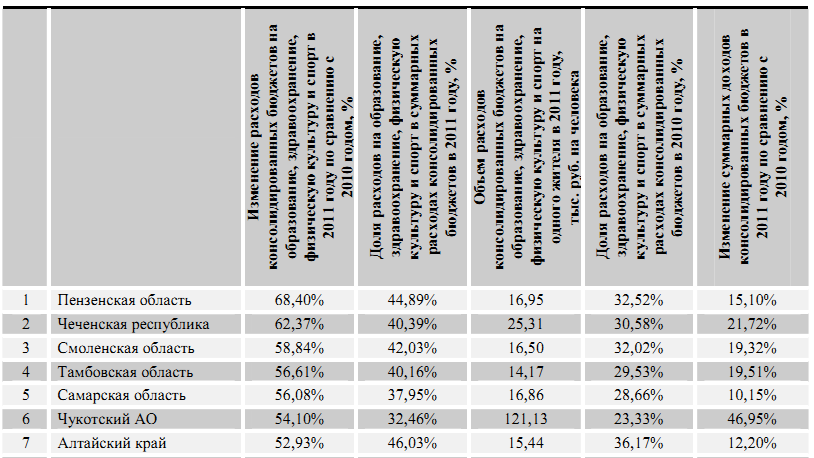 Изменение расходов
консолидированных бюджетов на
образование, здравоохранение,
физическую культуру и спорт в
2011 году по сравнению с
2010 годом, %
Доля расходов на образование,
здравоохранение, физическую
культуру и спорт в суммарных
расходах консолидированных
бюджетов в 2011 году, %
Объем расходов
консолидированных бюджетов на
образование, здравоохранение,
физическую культуру и спорт на
одного жителя в 2011 году,
тыс. руб. на человека
Доля расходов на образование,
здравоохранение, физическую
культуру и спорт в суммарных
расходах консолидированных
бюджетов в 2010 году, %
Изменение суммарных доходов
консолидированных бюджетов в
2011 году по сравнению с
2010 годом, %
1 Пензенская область 68,40% 44,89% 16,95 32,52% 15,10%
2 Чеченская республика 62,37% 40,39% 25,31 30,58% 21,72%
3 Смоленская область 58,84% 42,03% 16,50 32,02% 19,32%
4 Тамбовская область 56,61% 40,16% 14,17 29,53% 19,51%
5 Самарская область 56,08% 37,95% 16,86 28,66% 10,15%
6 Чукотский АО 54,10% 32,46% 121,13 23,33% 46,95%
7 Алтайский край 52,93% 46,03% 15,44 36,17% 12,20%